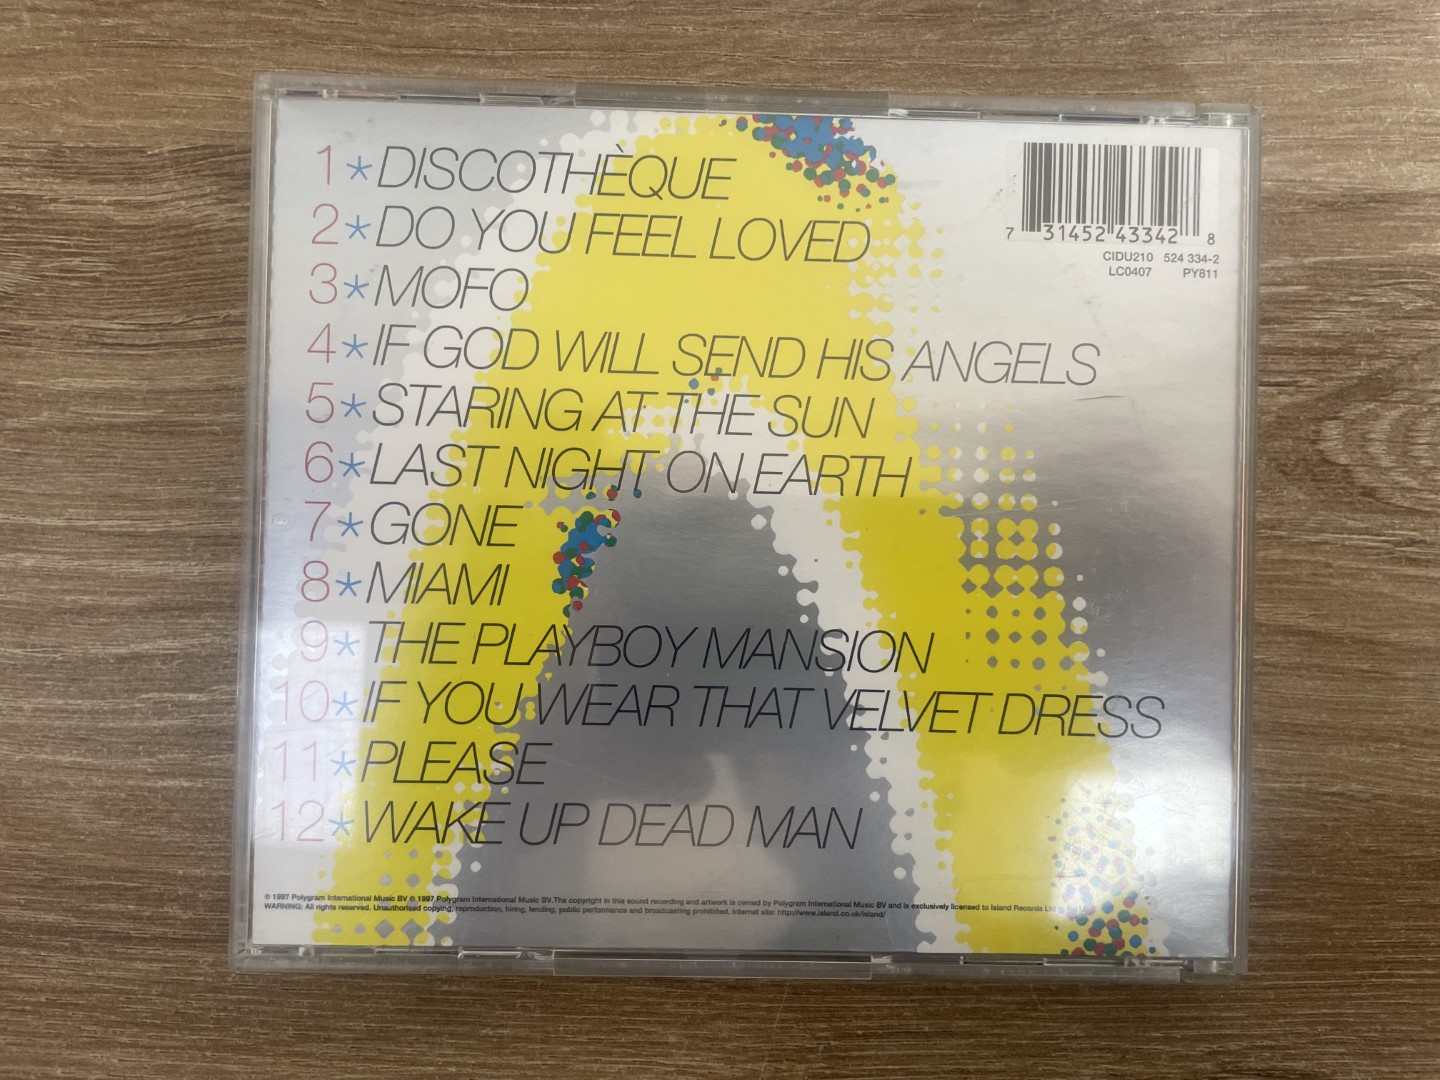 1*DISCOTHÈQUE
2*DO YOU FEEL LOVED
3*MOFO
4*IF GOD WILL SEND HIS ANGELS
5*STARING AT THE SUN
6*LAST NIGHT ON EARTH
7*GONE
8*MIAMI
9*THE PLAYBOY MANSION
10*IF YOU WEAR THAT VELVET DRESS
11*PLEASE
12*WAKE UP DEAD MAN
7 31452 43342 8
CIDU210 524 334-2
LC0407 PY811
℗ 1997 Polygram International Music BV © 1997 Polygram International Music BV.The copyright in this sound recording and artwork is owned by Polygram International Music BV and is exclusively licensed to Island Records Ltd
WARNING: All rights reserved. Unauthorised copying, reproduction, hiring, lending, public performance and broadcasting prohibited. Internet site: http://www.island.co.uk/island/